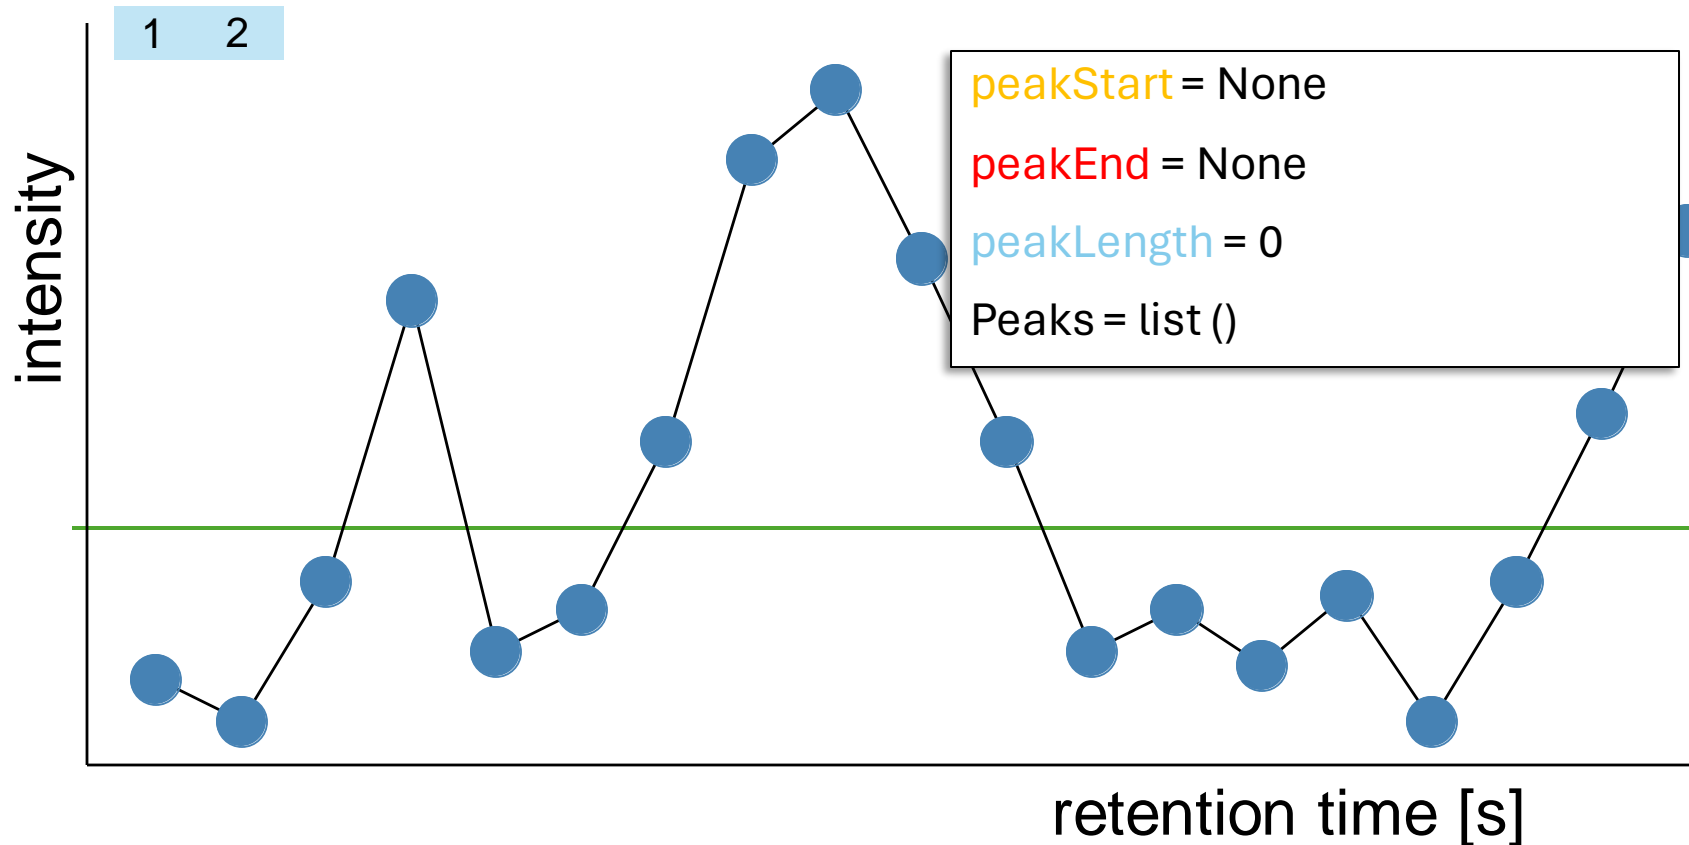 1 2
peakStart = None
peakEnd = None
peakLength = 0
Peaks = list ()
intensity
retention time [s]